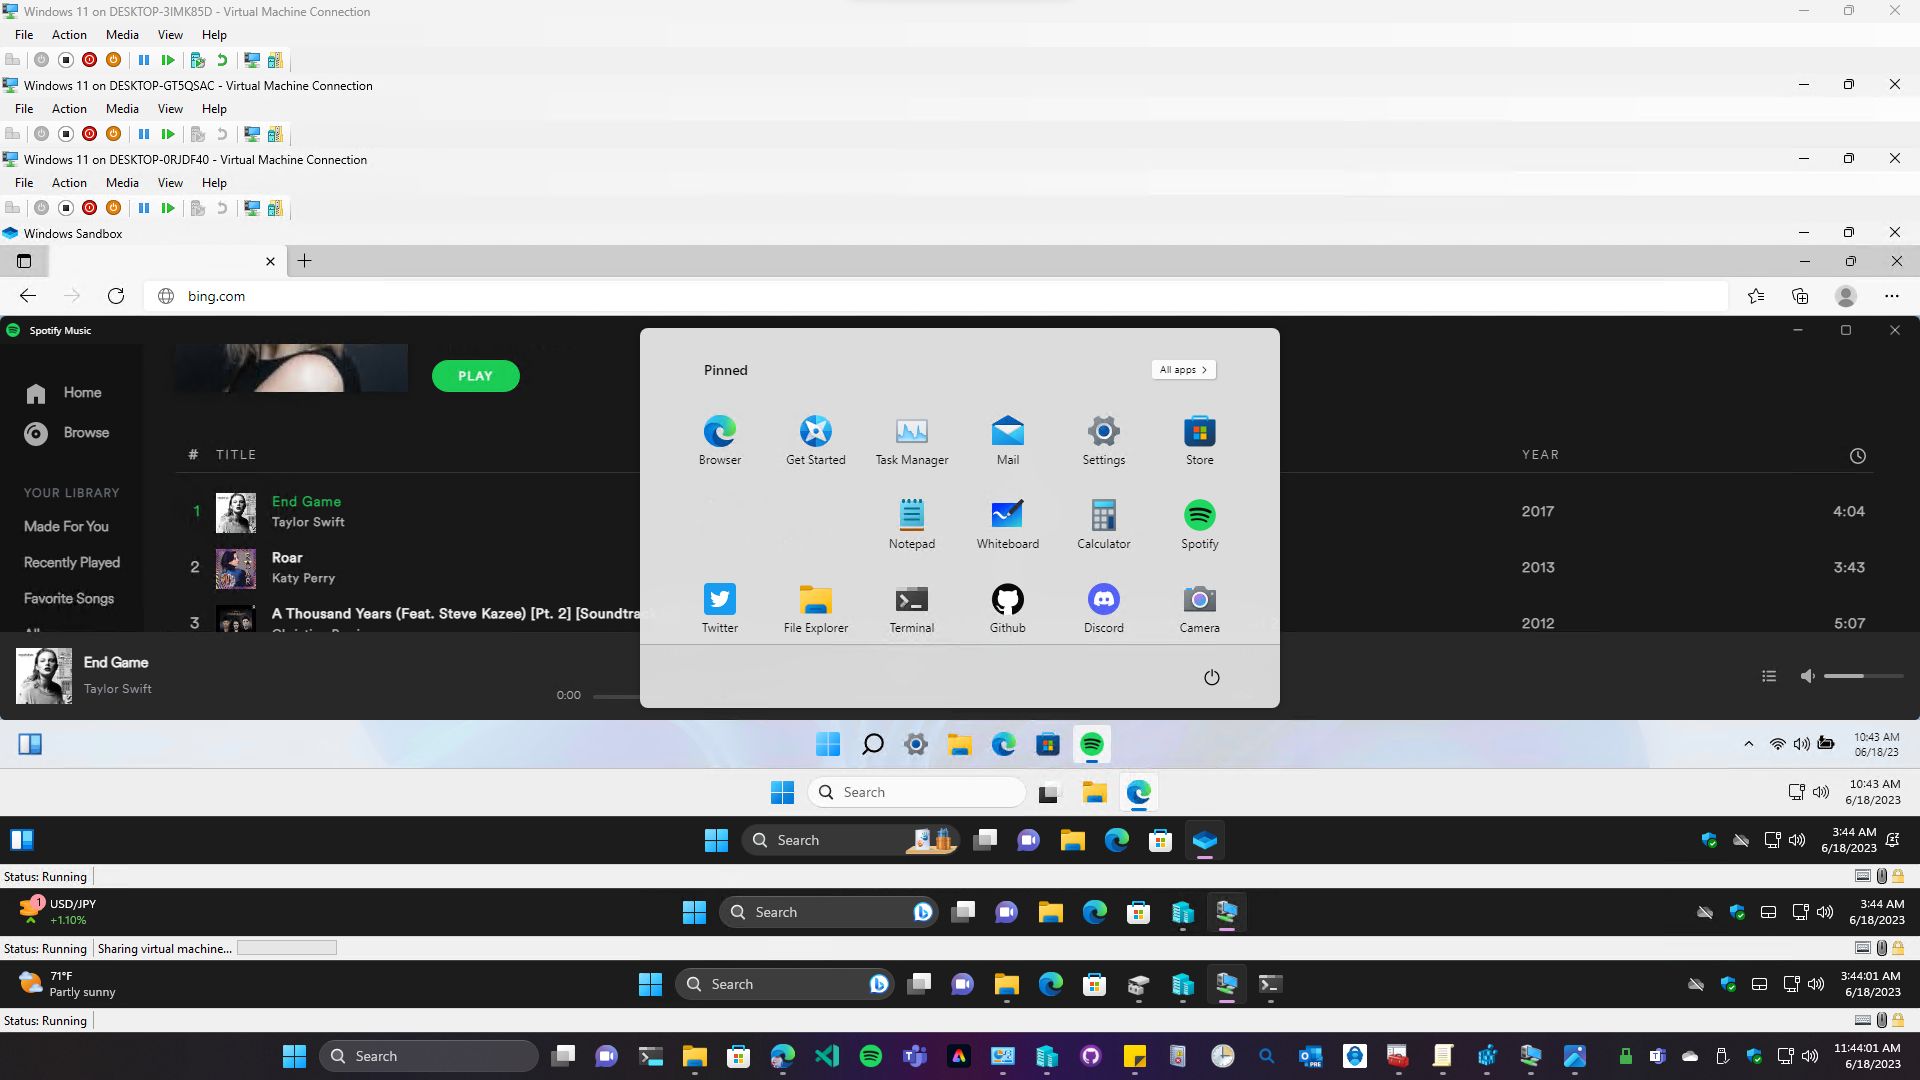 Windows 11 on DESKTOP-3IMK85D - Virtual Machine Connection
File Action Media View Help
Windows 11 on DESKTOP-GT5QSAC - Virtual Machine Connection
File Action Media View Help
Windows 11 on DESKTOP-0RJDF40 - Virtual Machine Connection
File Action Media View Help
Windows Sandbox
bing.com
Spotify Music
Home
Browse
YOUR LIBRARY
Made For You
Recently Played
Favorite Songs
PLAY
# TITLE YEAR
1 End Game 2017 4:04
Taylor Swift
2 Roar 2013 3:43
Katy Perry
3 A Thousand Years (Feat. Steve Kazee) [Pt. 2] [Soundtrack 2012 5:07
End Game
Taylor Swift
0:00
Pinned All apps
Browser Get Started Task Manager Mail Settings Store
Notepad Whiteboard Calculator Spotify
Twitter File Explorer Terminal Github Discord Camera
10:43 AM
06/18/23
Search
10:43 AM
6/18/2023
Search
3:44 AM
6/18/2023
Status: Running
1 USD/JPY
+1.10%
Search
3:44 AM
6/18/2023
Status: Running Sharing virtual machine...
71°F
Partly sunny
Search
3:44:01 AM
6/18/2023
Status: Running
Search
PRE
11:44:01 AM
6/18/2023